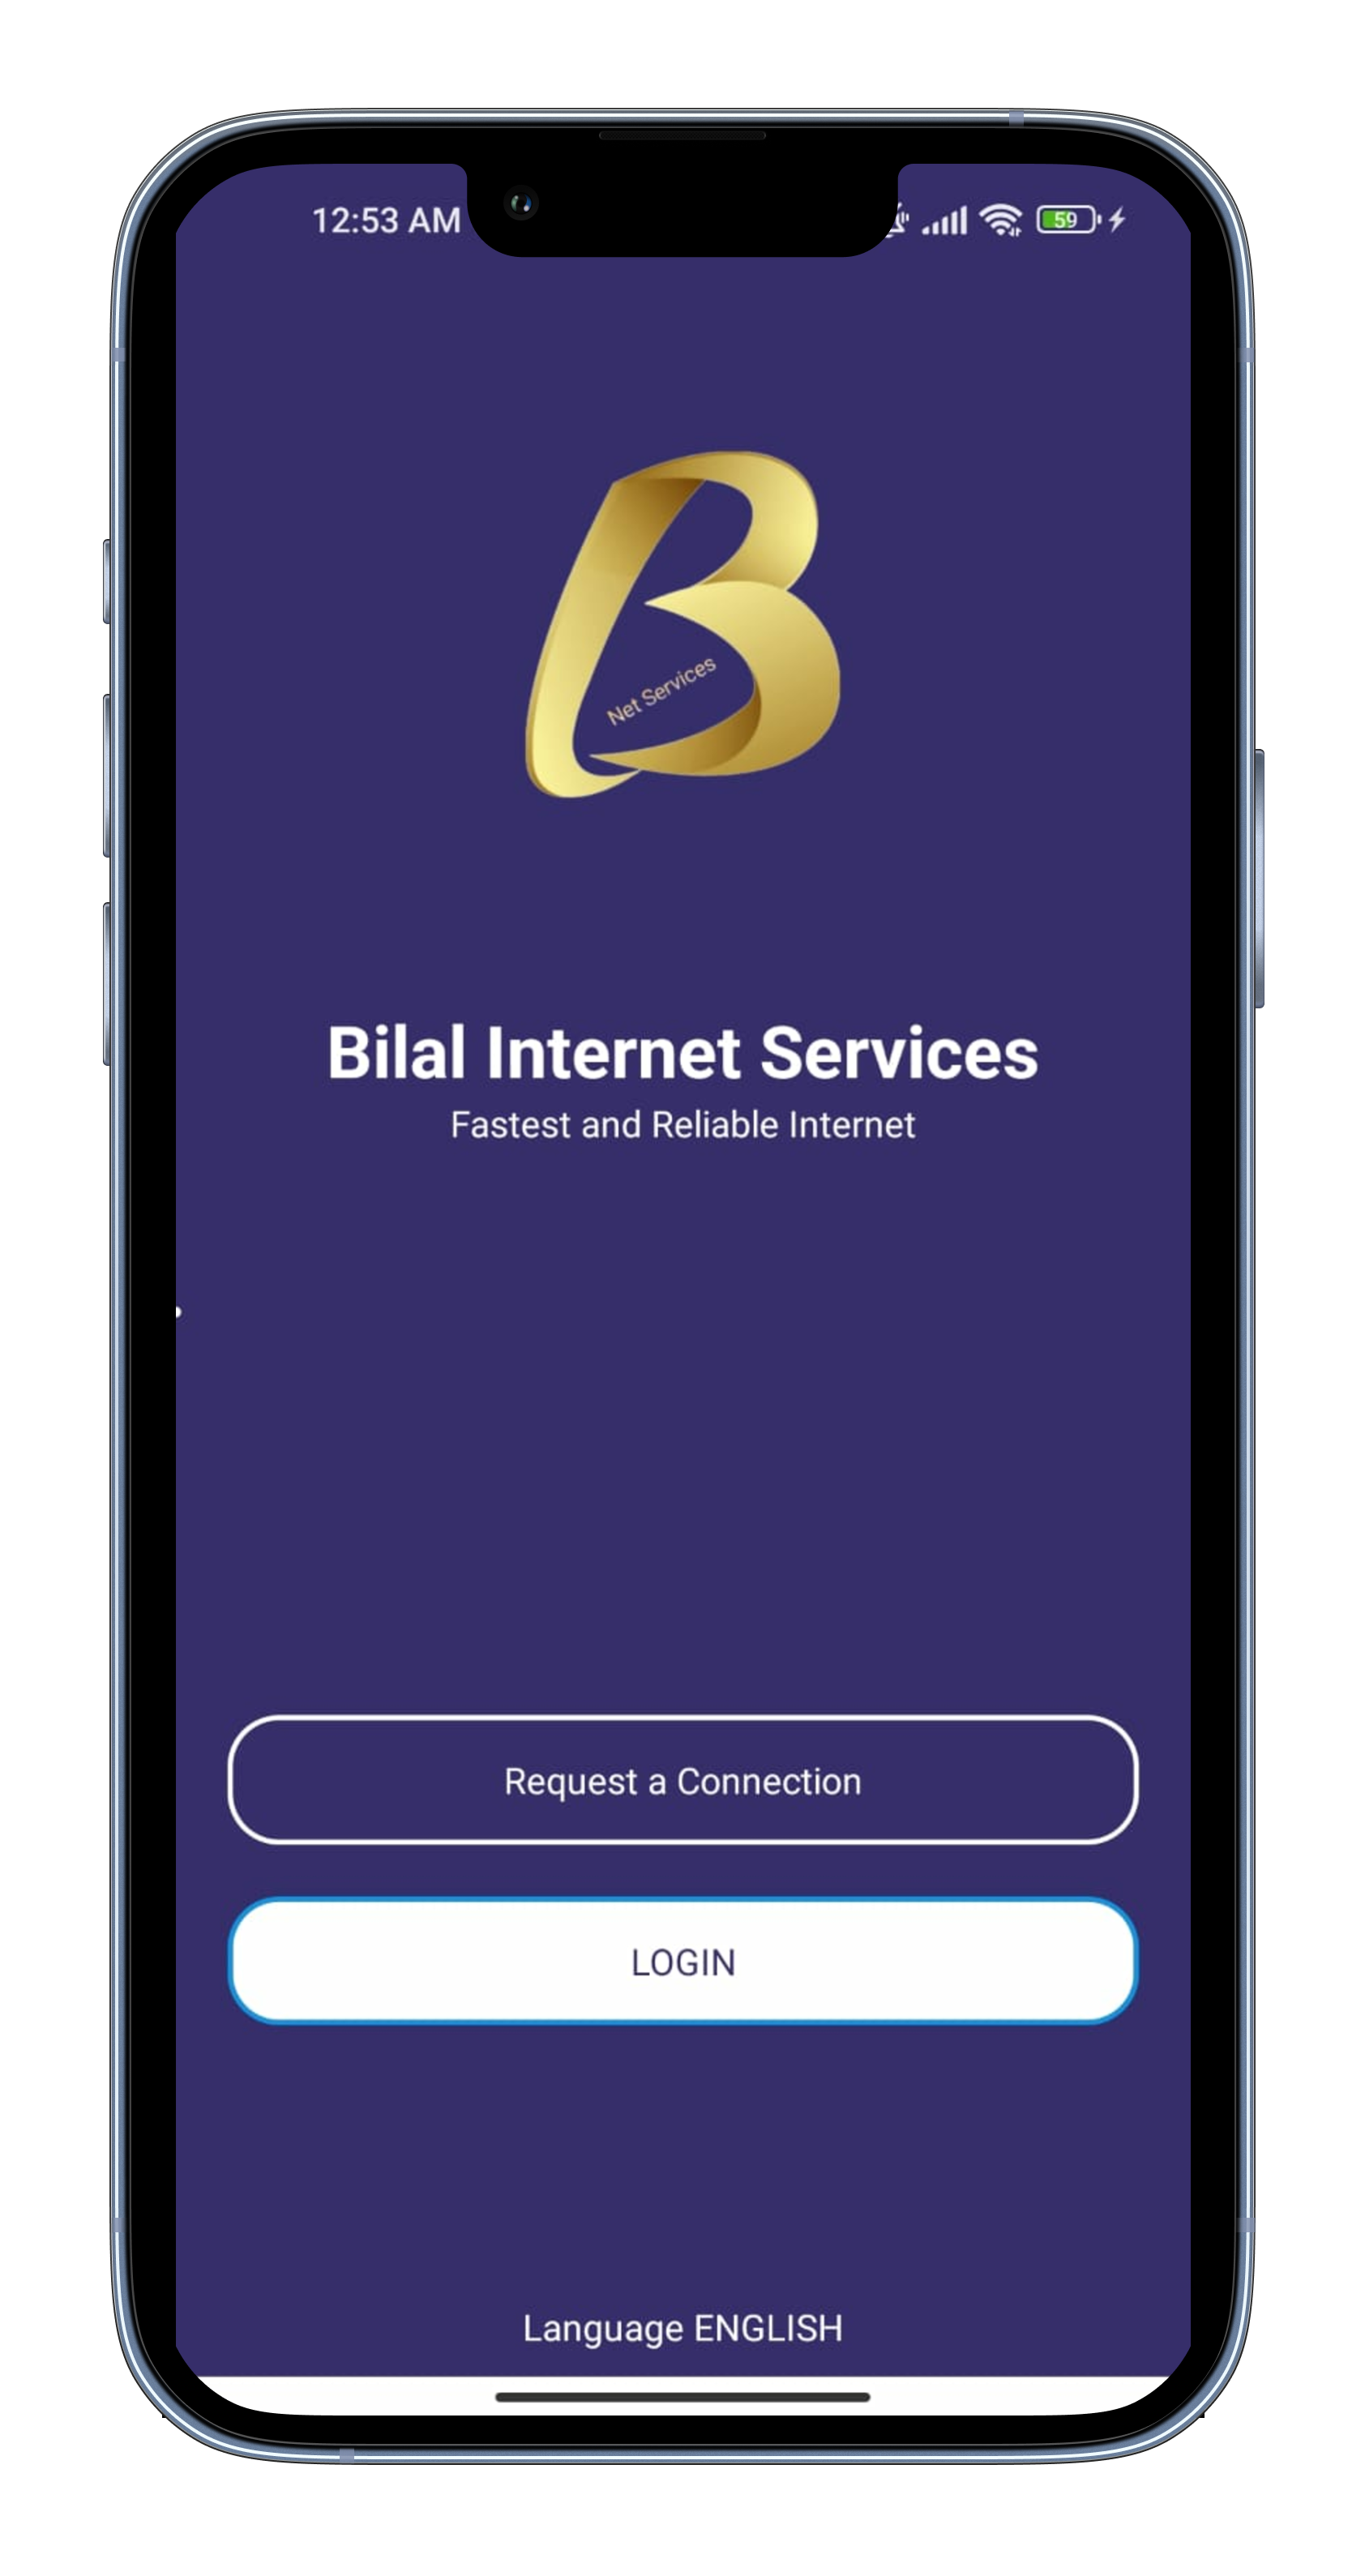 12:53 AM
59
Net Services
Bilal Internet Services
Fastest and Reliable Internet
Request a Connection
LOGIN
Language ENGLISH